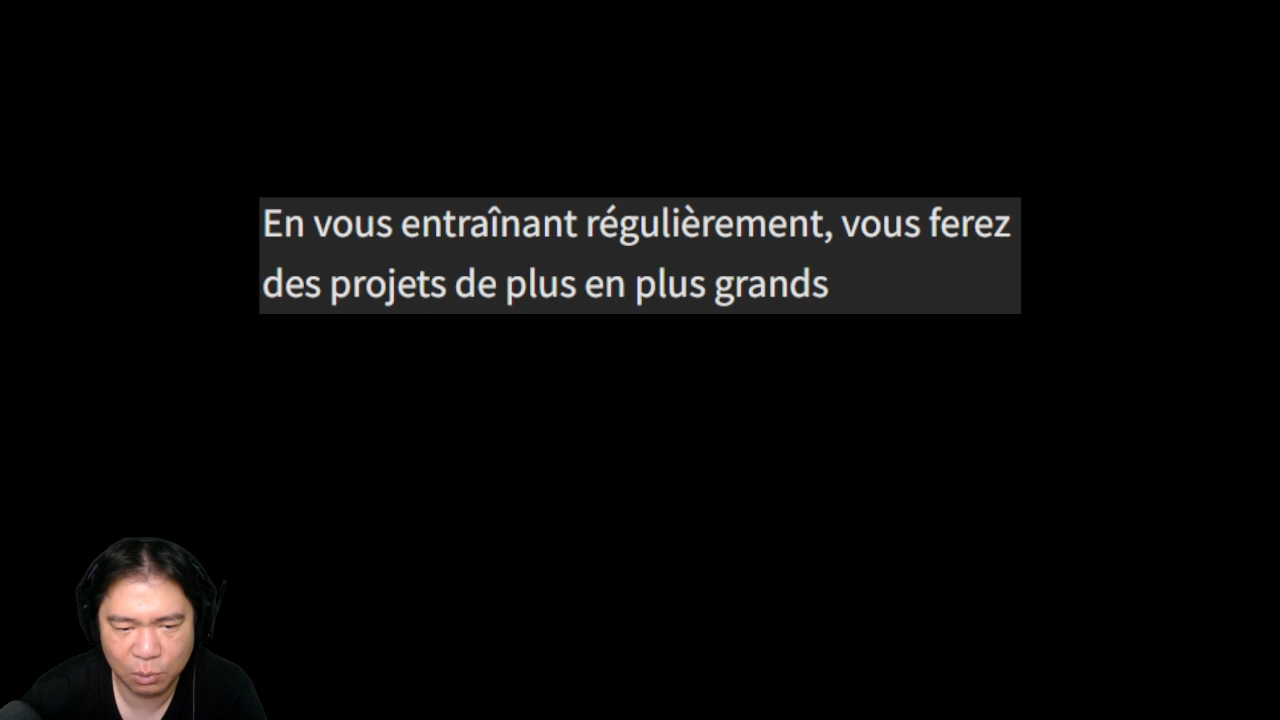 En vous entraînant régulièrement, vous ferez
des projets de plus en plus grands